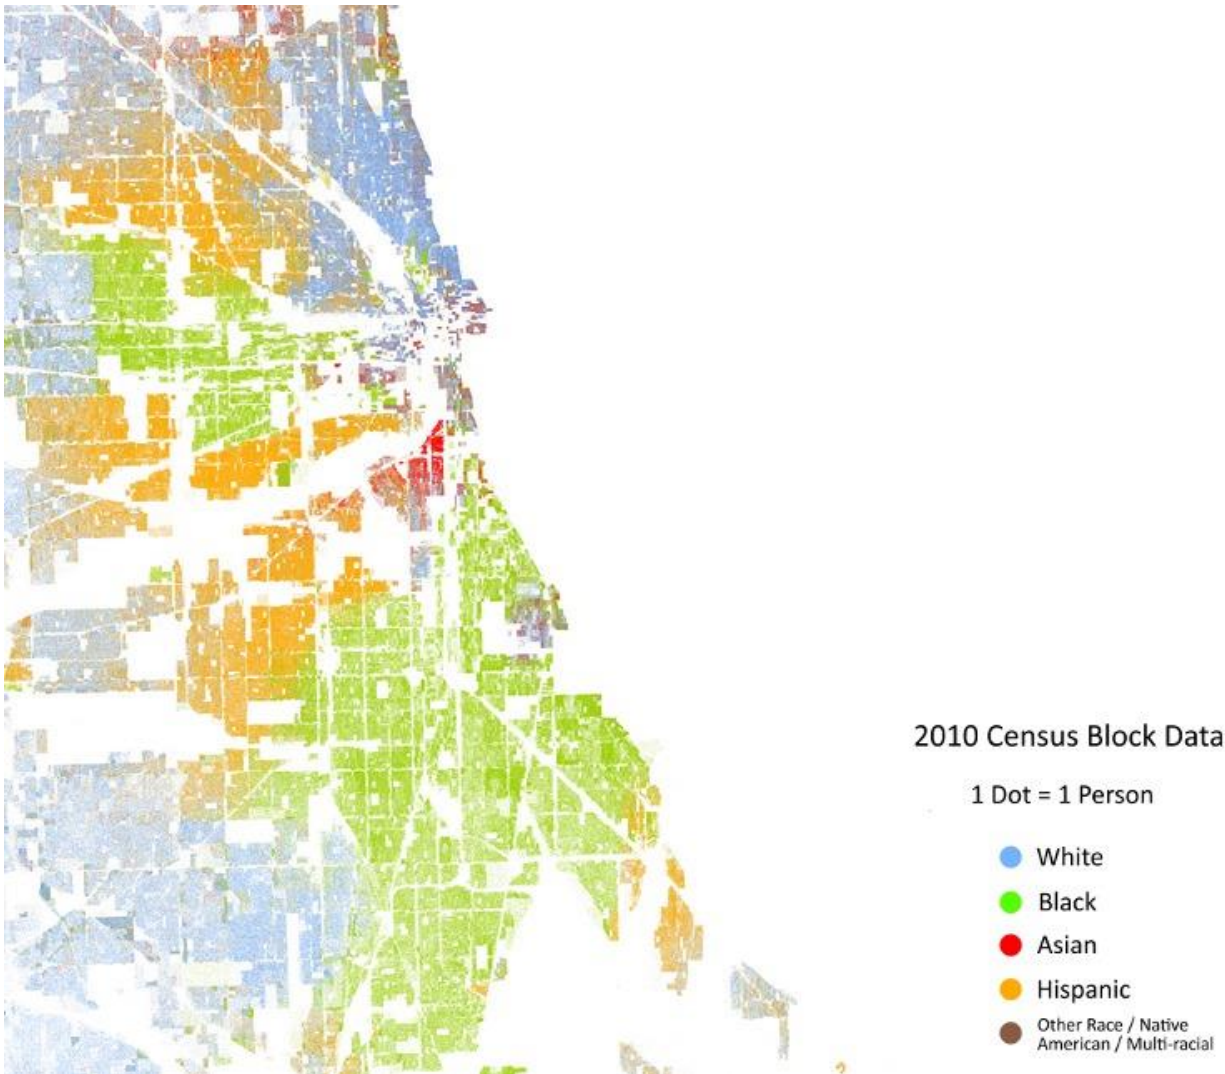 2010 Census Block Data
1 Dot = 1 Person
White
Black
Asian
Hispanic
Other Race / Native
American / Multi-racial